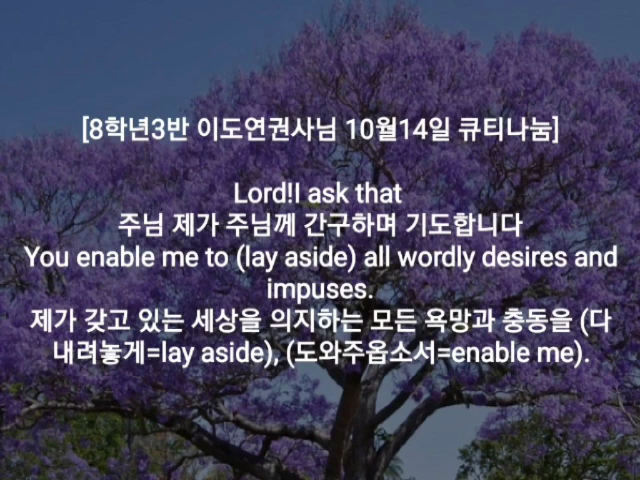 [8학년3반 이도연권사님 10월14일 큐티나눔]
Lord!I ask that
주님 제가 주님께 간구하며 기도합니다
You enable me to (lay aside) all wordly desires and
impuses.
제가 갖고 있는 세상을 의지하는 모든 욕망과 충동을 (다
내려놓게=lay aside), (도와주옵소서=enable me).